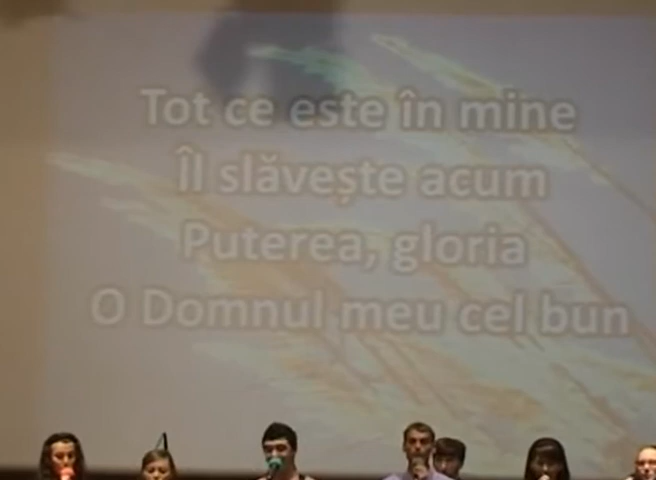 Tot ce este în mine
Îl slăvește acum
Puterea, gloria
O Domnul meu cel bun